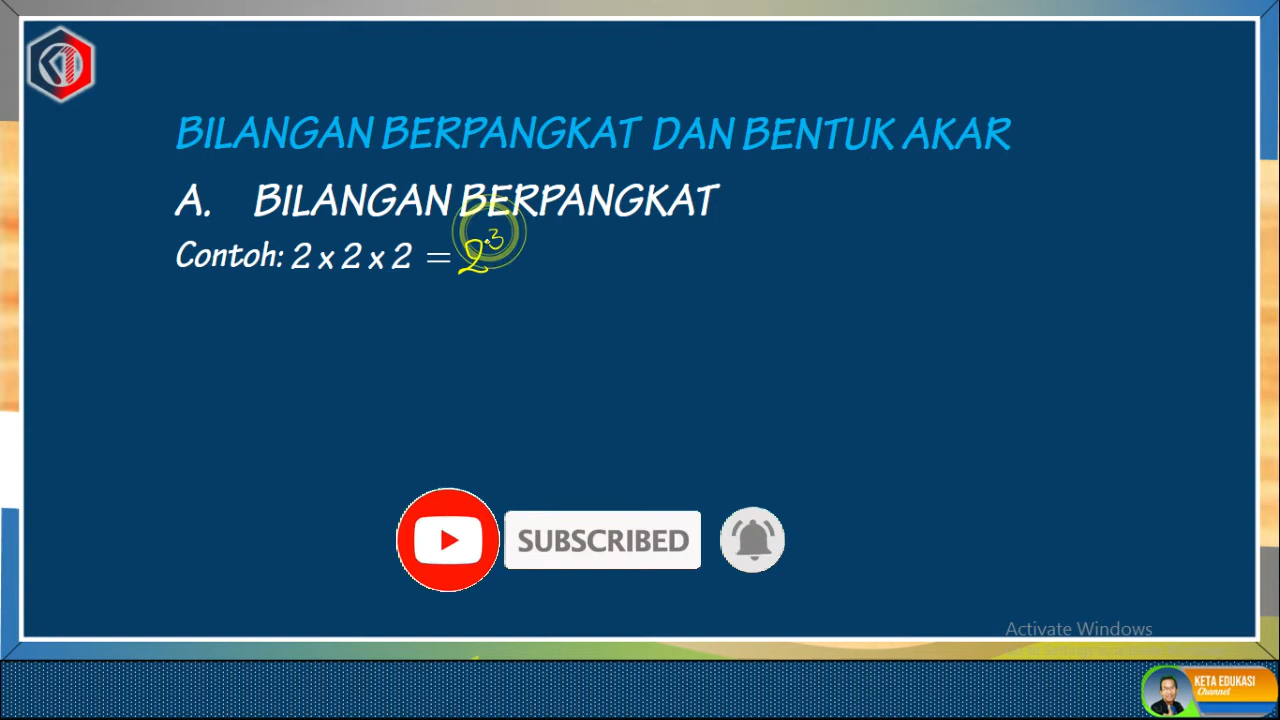 BILANGAN BERPANGKAT DAN BENTUK AKAR
A. BILANGAN BERPANGKAT
Contoh: 2 x 2 x 2 = 2³
SUBSCRIBED
Activate Windows
KETA EDUKASI
Channel